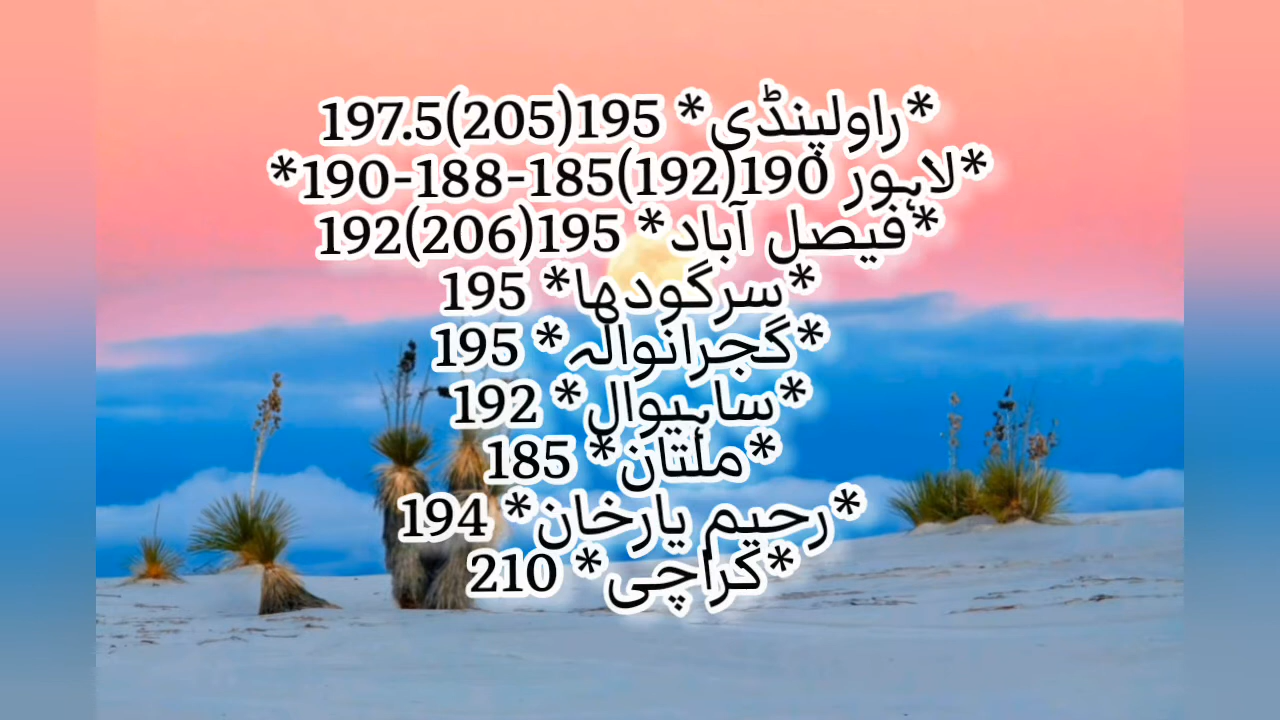 *راولپنڈی* 195(205)197.5
*لاہور 190(192)185-188-190*
*فیصل آباد* 195(206)192
*سرگودھا* 195
*گجرانوالہ* 195
*ساہیوال* 192
*ملتان* 185
*رحیم یارخان* 194
*کراچی* 210